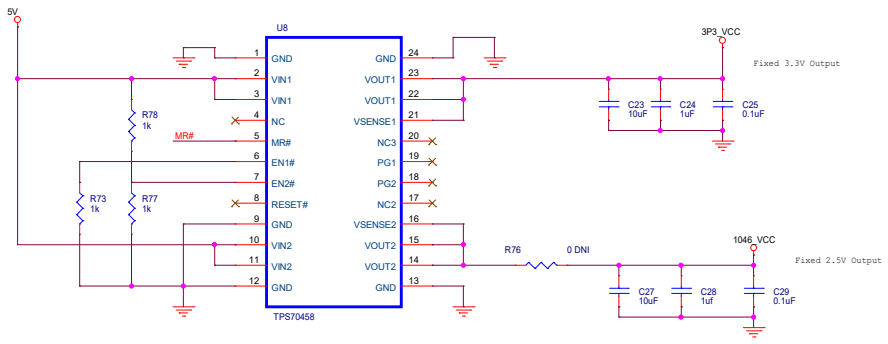 5V
U8
3P3_VCC
Fixed 3.3V Output
1 GND GND 24
2 VIN1 VOUT1 23
3 VIN1 VOUT1 22
4 NC VSENSE1 21
5 MR# NC3 20
6 EN1# PG1 19
7 EN2# PG2 18
8 RESET# NC2 17
9 GND VSENSE2 16
10 VIN2 VOUT2 15
11 VIN2 VOUT2 14
12 GND GND 13
TPS70458
MR#
R78
1k
R73
1k
R77
1k
C23
10uF
C24
1uF
C25
0.1uF
R76 0 DNI
1046_VCC
Fixed 2.5V Output
C27
10uF
C28
1uf
C29
0.1uF